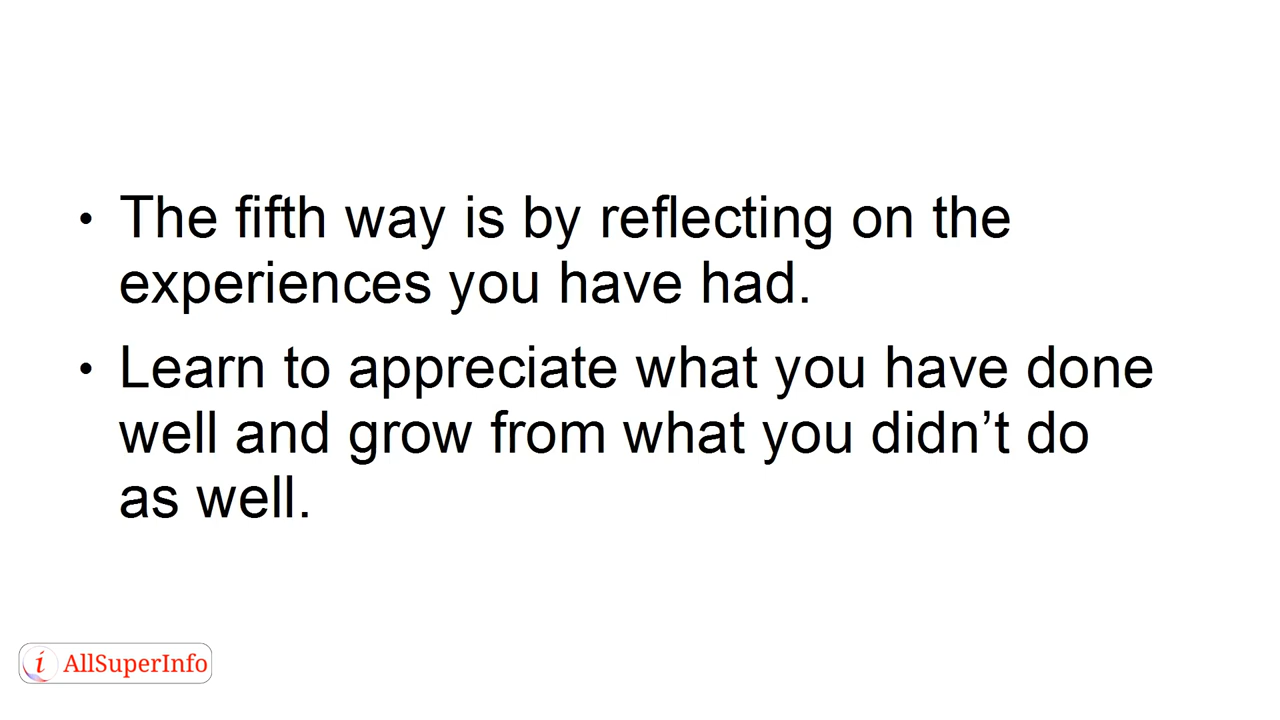 • The fifth way is by reflecting on the
experiences you have had.
• Learn to appreciate what you have done
well and grow from what you didn’t do
as well.
i AllSuperInfo